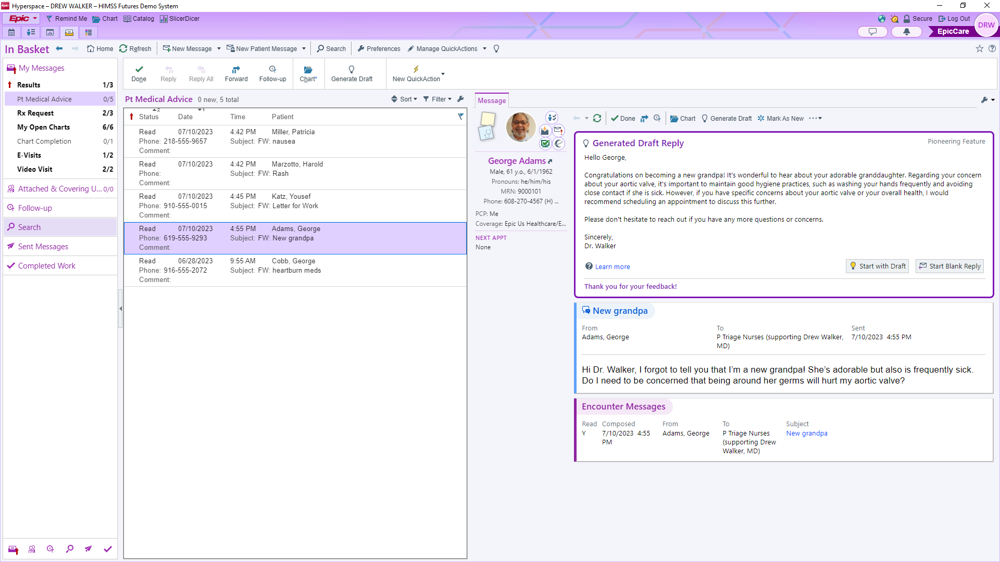 Hyperspace – DREW WALKER – HIMSS Futures Demo System
Epic
Remind Me
Chart
Catalog
SlicerDicer
Secure
Log Out
DRW
EpicCare
In Basket
Home
Refresh
New Message
New Patient Message
Search
Preferences
Manage QuickActions
My Messages
Results 1/3
Pt Medical Advice 0/5
Rx Request 2/3
My Open Charts 6/6
Chart Completion 0/1
E-Visits 1/2
Video Visit 2/2
Attached & Covering U... 0/0
Follow-up
Search
Sent Messages
Completed Work
Done
Reply
Reply All
Forward
Follow-up
Chart*
Generate Draft
New QuickAction
Pt Medical Advice 0 new, 5 total
Sort
Filter
Status 2 Date 1 Time Patient
Read 07/10/2023 4:42 PM Miller, Patricia
Phone: 218-555-9657 Subject: FW: nausea
Comment:
Read 07/10/2023 4:42 PM Marzotto, Harold
Phone: Subject: FW: Rash
Comment:
Read 07/10/2023 4:45 PM Katz, Yousef
Phone: 910-555-0015 Subject: FW: Letter for Work
Comment:
Read 07/10/2023 4:55 PM Adams, George
Phone: 619-555-9293 Subject: FW: New grandpa
Comment:
Read 06/28/2023 9:55 AM Cobb, George
Phone: 916-555-2072 Subject: FW: heartburn meds
Comment:
Message
George Adams
Male, 61 y.o., 6/1/1962
Pronouns: he/him/his
MRN: 9000101
Phone: 608-270-4567 (H) ...
PCP: Me
Coverage: Epic Us Healthcare/E...
NEXT APPT
None
Done
Chart
Generate Draft
Mark As New
Generated Draft Reply
Pioneering Feature
Hello George,
Congratulations on becoming a new grandpa! It's wonderful to hear about your adorable granddaughter. Regarding your concern
about your aortic valve, it's important to maintain good hygiene practices, such as washing your hands frequently and avoiding
close contact if she is sick. However, if you have specific concerns about your aortic valve or your overall health, I would
recommend scheduling an appointment to discuss this further.
Please don't hesitate to reach out if you have any more questions or concerns.
Sincerely,
Dr. Walker
Learn more
Start with Draft
Start Blank Reply
Thank you for your feedback!
New grandpa
From To Sent
Adams, George P Triage Nurses (supporting Drew Walker, 7/10/2023 4:55 PM
MD)
Hi Dr. Walker, I forgot to tell you that I’m a new grandpa! She’s adorable but also is frequently sick.
Do I need to be concerned that being around her germs will hurt my aortic valve?
Encounter Messages
Read Composed From To Subject
Y 7/10/2023 4:55 Adams, George P Triage Nurses New grandpa
PM (supporting Drew
Walker, MD)